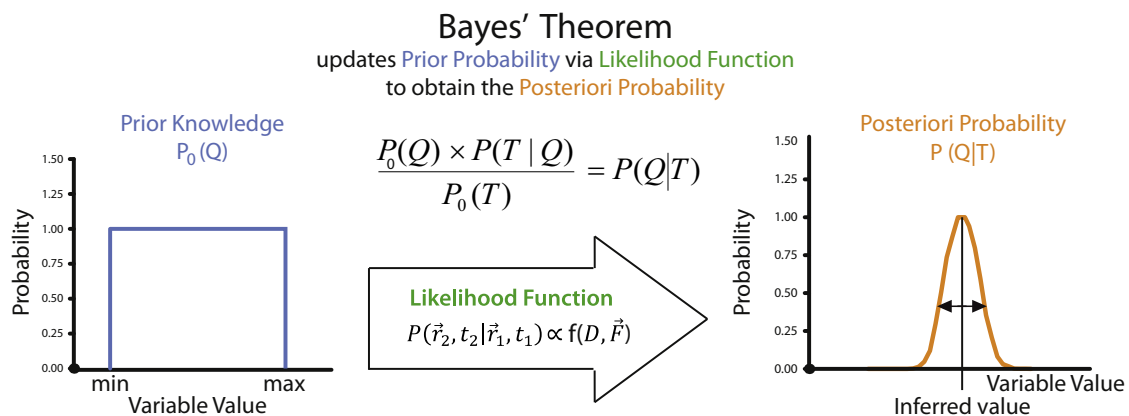 Bayes' Theorem
updates Prior Probability via Likelihood Function
to obtain the Posteriori Probability
Prior Knowledge
P₀(Q)
1.50
1.25
1.00
0.75
0.50
0.25
0.00
Probability
min max
Variable Value
P₀(Q) × P(T | Q)
P₀(T)
= P(Q|T)
Likelihood Function
P(r⃗₂, t₂|r⃗₁, t₁) ∝ f(D, F⃗)
Posteriori Probability
P (Q|T)
1.50
1.25
1.00
0.75
0.50
0.25
0.00
Probability
Variable Value
Inferred value